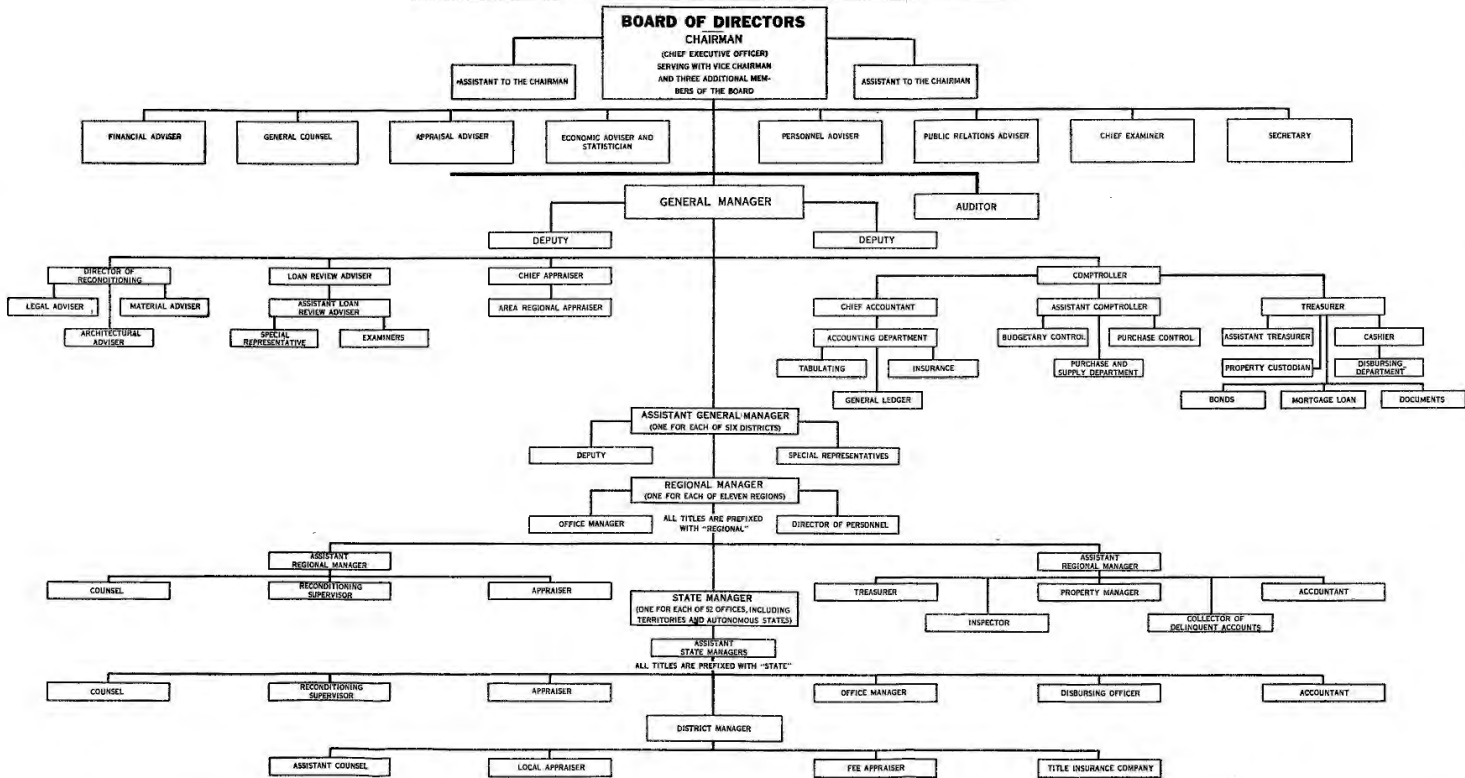 BOARD OF DIRECTORS
CHAIRMAN
(CHIEF EXECUTIVE OFFICER)
SERVING WITH VICE CHAIRMAN
AND THREE ADDITIONAL MEM-
BERS OF THE BOARD
ASSISTANT TO THE CHAIRMAN
ASSISTANT TO THE CHAIRMAN
FINANCIAL ADVISER
GENERAL COUNSEL
APPRAISAL ADVISER
ECONOMIC ADVISER AND
STATISTICIAN
PERSONNEL ADVISER
PUBLIC RELATIONS ADVISER
CHIEF EXAMINER
SECRETARY
GENERAL MANAGER
AUDITOR
DEPUTY
DEPUTY
DIRECTOR OF
RECONDITIONING
LOAN REVIEW ADVISER
CHIEF APPRAISER
COMPTROLLER
LEGAL ADVISER
MATERIAL ADVISER
ASSISTANT LOAN
REVIEW ADVISER
AREA REGIONAL APPRAISER
CHIEF ACCOUNTANT
ASSISTANT COMPTROLLER
TREASURER
ARCHITECTURAL
ADVISER
SPECIAL
REPRESENTATIVE
EXAMINERS
ACCOUNTING DEPARTMENT
BUDGETARY CONTROL
PURCHASE CONTROL
ASSISTANT TREASURER
CASHIER
TABULATING
INSURANCE
PURCHASE AND
SUPPLY DEPARTMENT
PROPERTY CUSTODIAN
DISBURSING
DEPARTMENT
GENERAL LEDGER
BONDS
MORTGAGE LOAN
DOCUMENTS
ASSISTANT GENERAL MANAGER
(ONE FOR EACH OF SIX DISTRICTS)
DEPUTY
SPECIAL REPRESENTATIVES
REGIONAL MANAGER
(ONE FOR EACH OF ELEVEN REGIONS)
OFFICE MANAGER
ALL TITLES ARE PREFIXED
WITH "REGIONAL"
DIRECTOR OF PERSONNEL
ASSISTANT
REGIONAL MANAGER
ASSISTANT
REGIONAL MANAGER
COUNSEL
RECONDITIONING
SUPERVISOR
APPRAISER
TREASURER
PROPERTY MANAGER
ACCOUNTANT
STATE MANAGER
(ONE FOR EACH OF 52 OFFICES, INCLUDING
TERRITORIES AND AUTONOMOUS STATES)
INSPECTOR
COLLECTOR OF
DELINQUENT ACCOUNTS
ASSISTANT
STATE MANAGERS
ALL TITLES ARE PREFIXED WITH "STATE"
COUNSEL
RECONDITIONING
SUPERVISOR
APPRAISER
OFFICE MANAGER
DISBURSING OFFICER
ACCOUNTANT
DISTRICT MANAGER
ASSISTANT COUNSEL
LOCAL APPRAISER
FEE APPRAISER
TITLE INSURANCE COMPANY